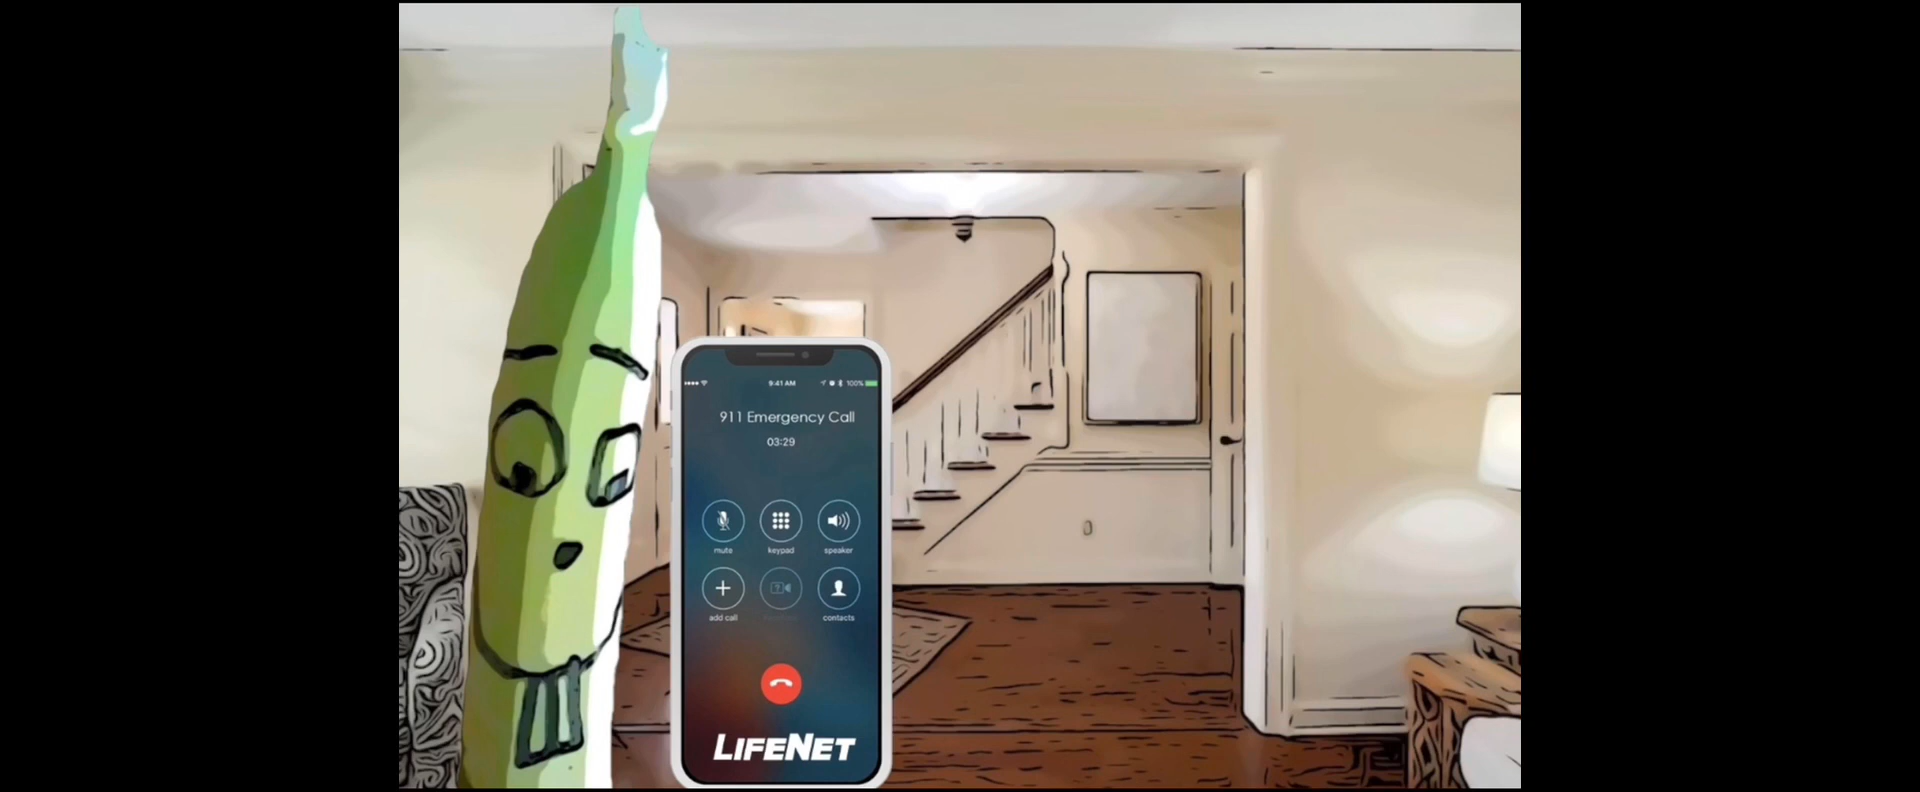 9:41 AM 100%
911 Emergency Call
03:29
mute keypad speaker
add call contacts
LIFENET